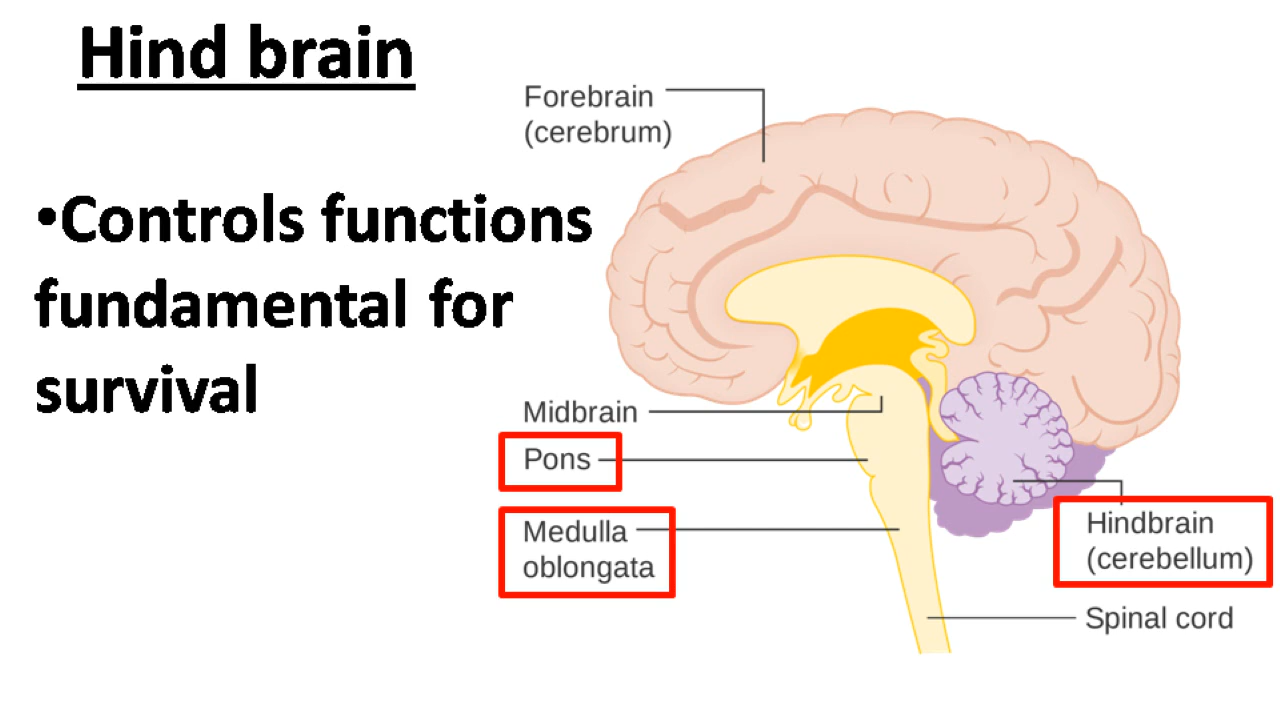 Hind brain
•Controls functions
fundamental for
survival
Forebrain
(cerebrum)
Midbrain
Pons
Medulla
oblongata
Hindbrain
(cerebellum)
Spinal cord